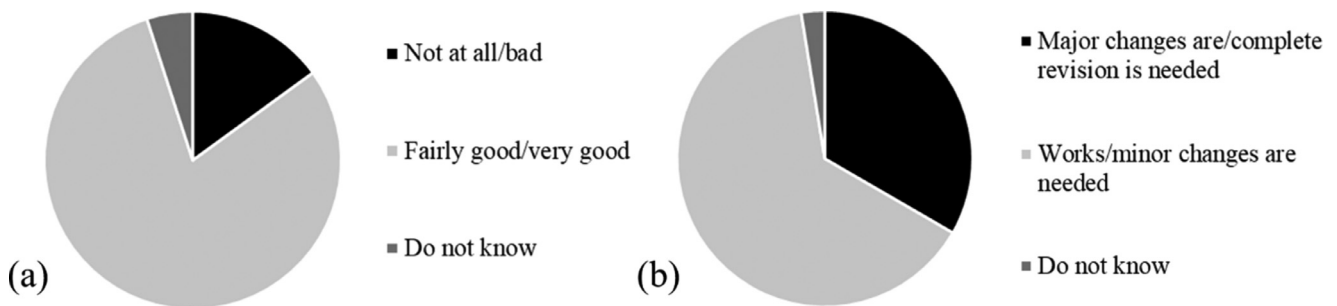 Not at all/bad
Fairly good/very good
Do not know
(a)
Major changes are/complete
revision is needed
Works/minor changes are
needed
Do not know
(b)